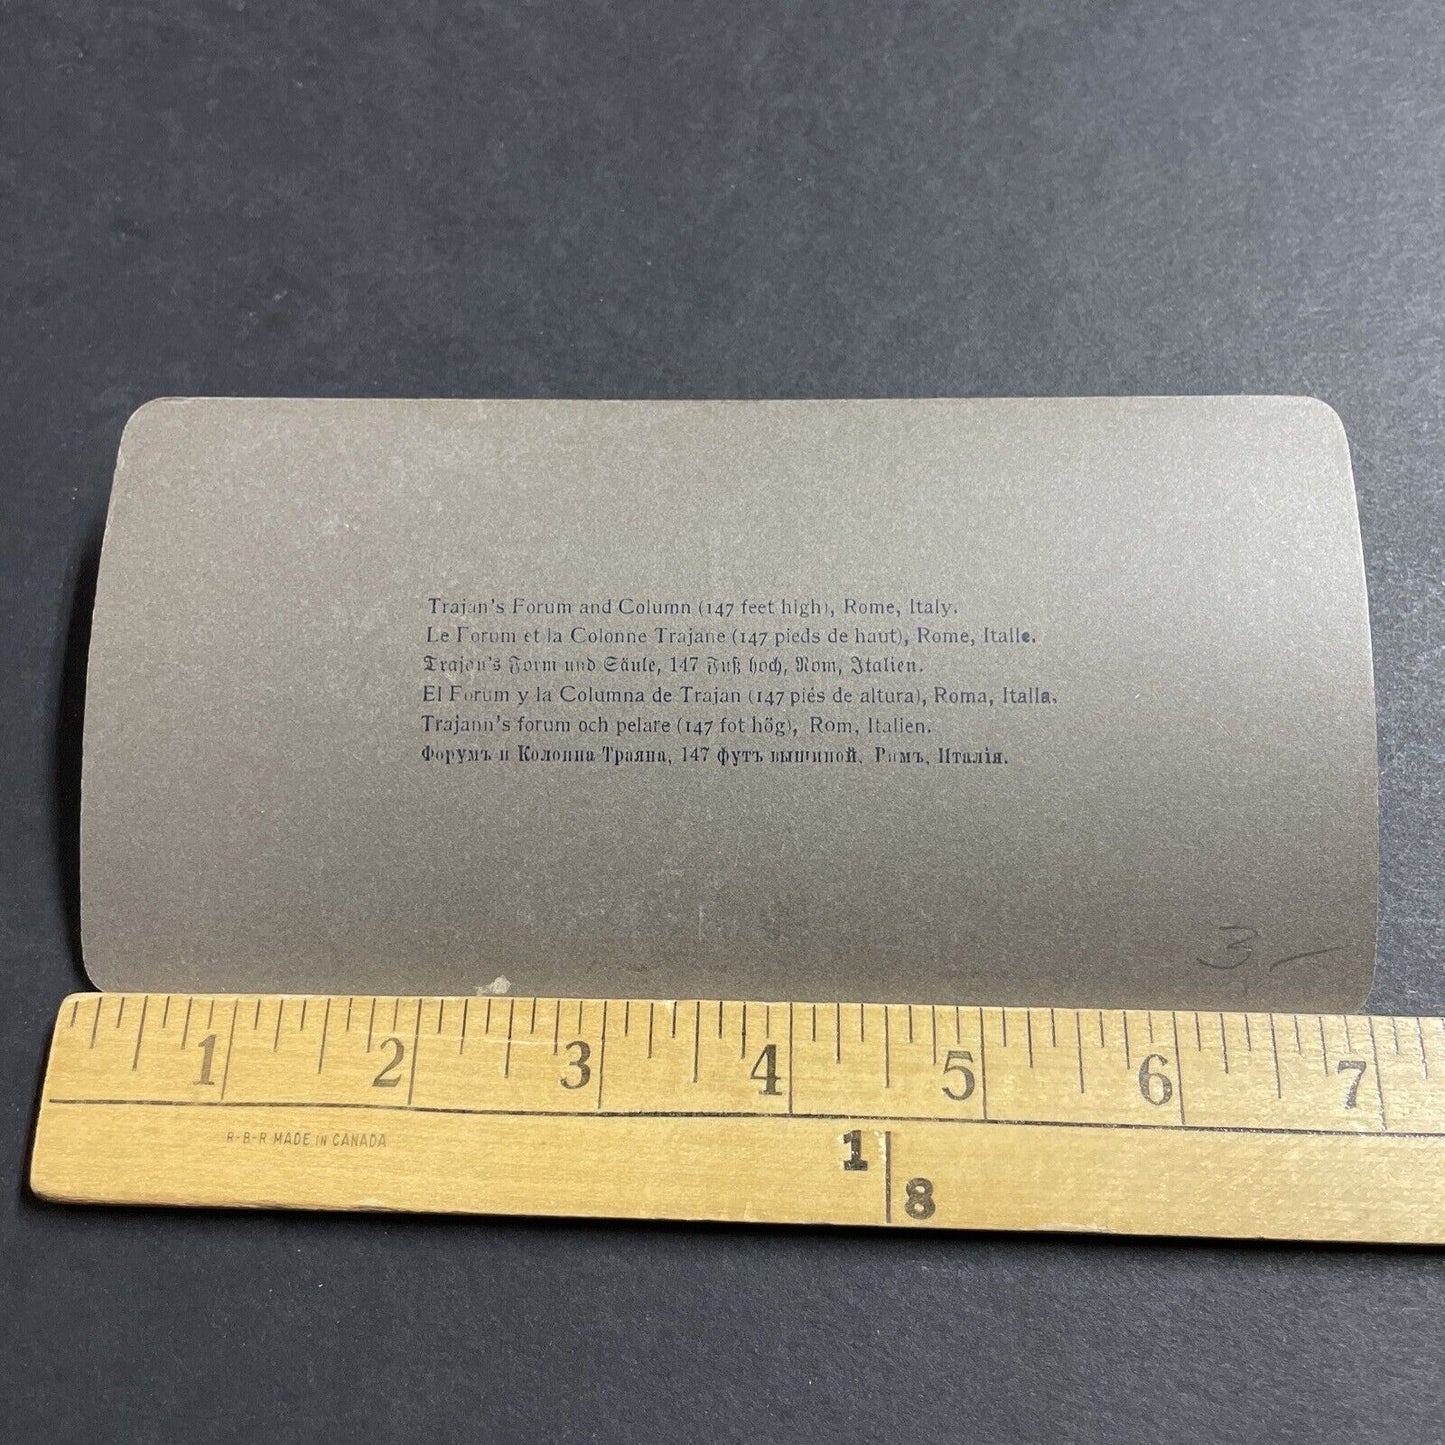 Trajan's Forum and Column (147 feet high), Rome, Italy.
Le Forum et la Colonne Trajane (147 pieds de haut), Rome, Italie.
Trajan's Form und Säule, 147 Fuß hoch, Rom, Italien.
El Forum y la Columna de Trajan (147 piés de altura), Roma, Italia.
Trajann's forum och pelare (147 fot hög), Rom, Italien.
Форумъ и Колонна Траяна, 147 футъ вышиной, Римъ, Италія.
3 –
1 2 3 4 5 6 7
R-B-R MADE IN CANADA
1 8